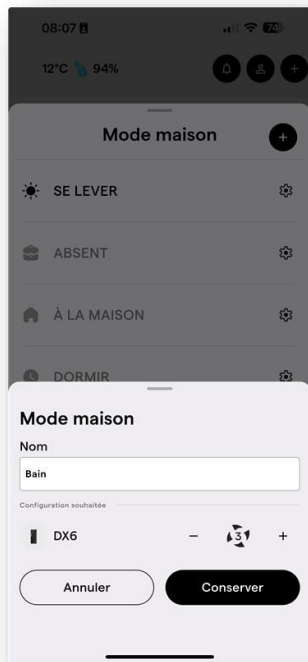 08:07
74
12°C 94%
Mode maison
+
SE LEVER
ABSENT
À LA MAISON
DORMIR
Mode maison
Nom
Bain
Configuration souhaitée
DX6 − 3 +
Annuler Conserver